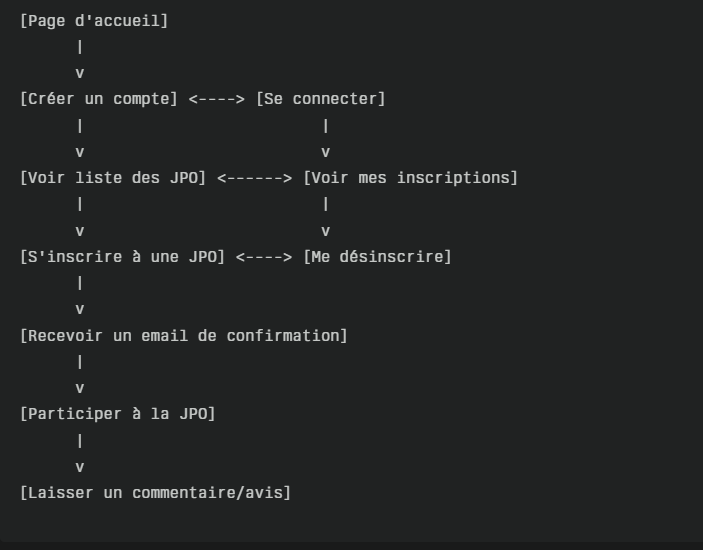 [Page d'accueil]
      |
      v
[Créer un compte] <----> [Se connecter]
      |                          |
      v                          v
[Voir liste des JPO] <------> [Voir mes inscriptions]
      |                          |
      v                          v
[S'inscrire à une JPO] <----> [Me désinscrire]
      |
      v
[Recevoir un email de confirmation]
      |
      v
[Participer à la JPO]
      |
      v
[Laisser un commentaire/avis]